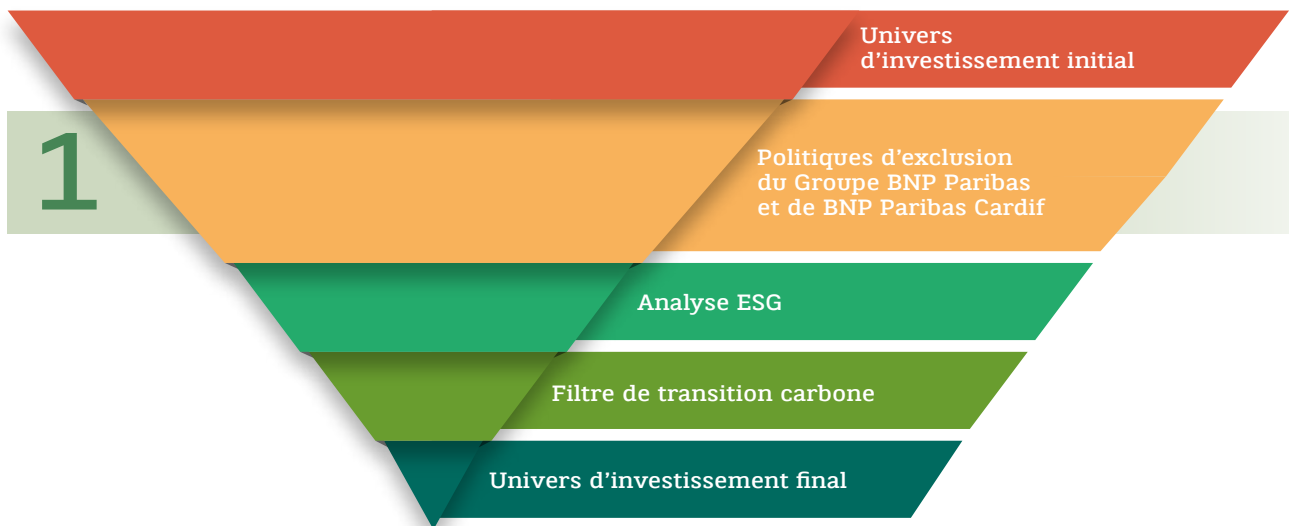 Univers
d’investissement initial
1
Politiques d’exclusion
du Groupe BNP Paribas
et de BNP Paribas Cardif
Analyse ESG
Filtre de transition carbone
Univers d’investissement final